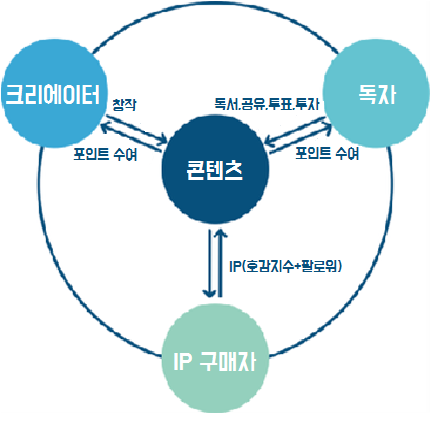 크리에이터
독자
창작
독서,공유,투표,투자
콘텐츠
포인트 수여
포인트 수여
IP(호감지수+팔로워)
IP 구매자